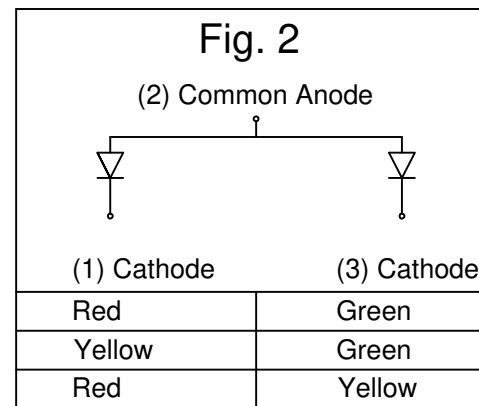 Fig. 2
(2) Common Anode
(1) Cathode (3) Cathode
Red Green
Yellow Green
Red Yellow